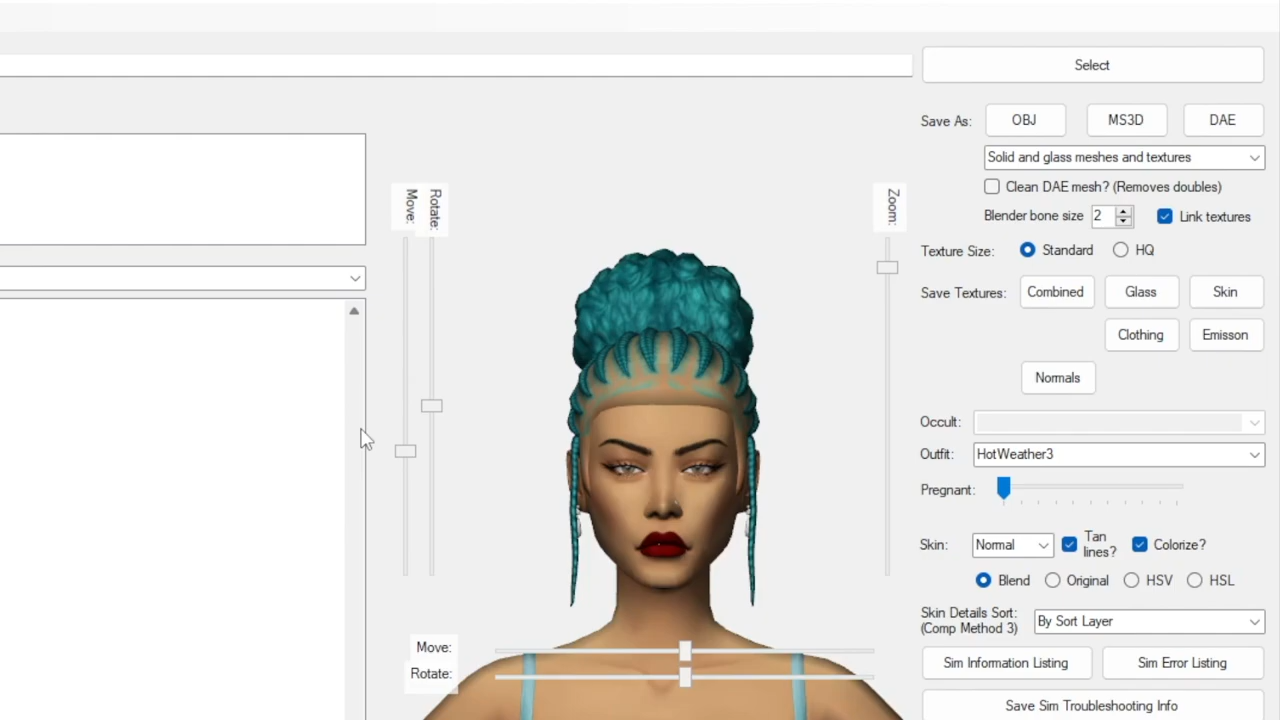 Select
Save As: OBJ MS3D DAE
Solid and glass meshes and textures
Clean DAE mesh? (Removes doubles)
Move:
Rotate:
Zoom:
Blender bone size 2 Link textures
Texture Size: Standard HQ
Save Textures: Combined Glass Skin
Clothing Emisson
Normals
Occult:
Outfit: HotWeather3
Pregnant:
Skin: Normal Tan
lines? Colorize?
Blend Original HSV HSL
Skin Details Sort:
(Comp Method 3) By Sort Layer
Move:
Rotate:
Sim Information Listing Sim Error Listing
Save Sim Troubleshooting Info